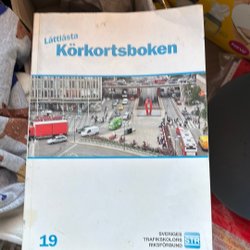 Lättlästa
Körkortsboken
19
SVERIGES
TRAFIKSKOLORS
RIKSFÖRBUND
STR